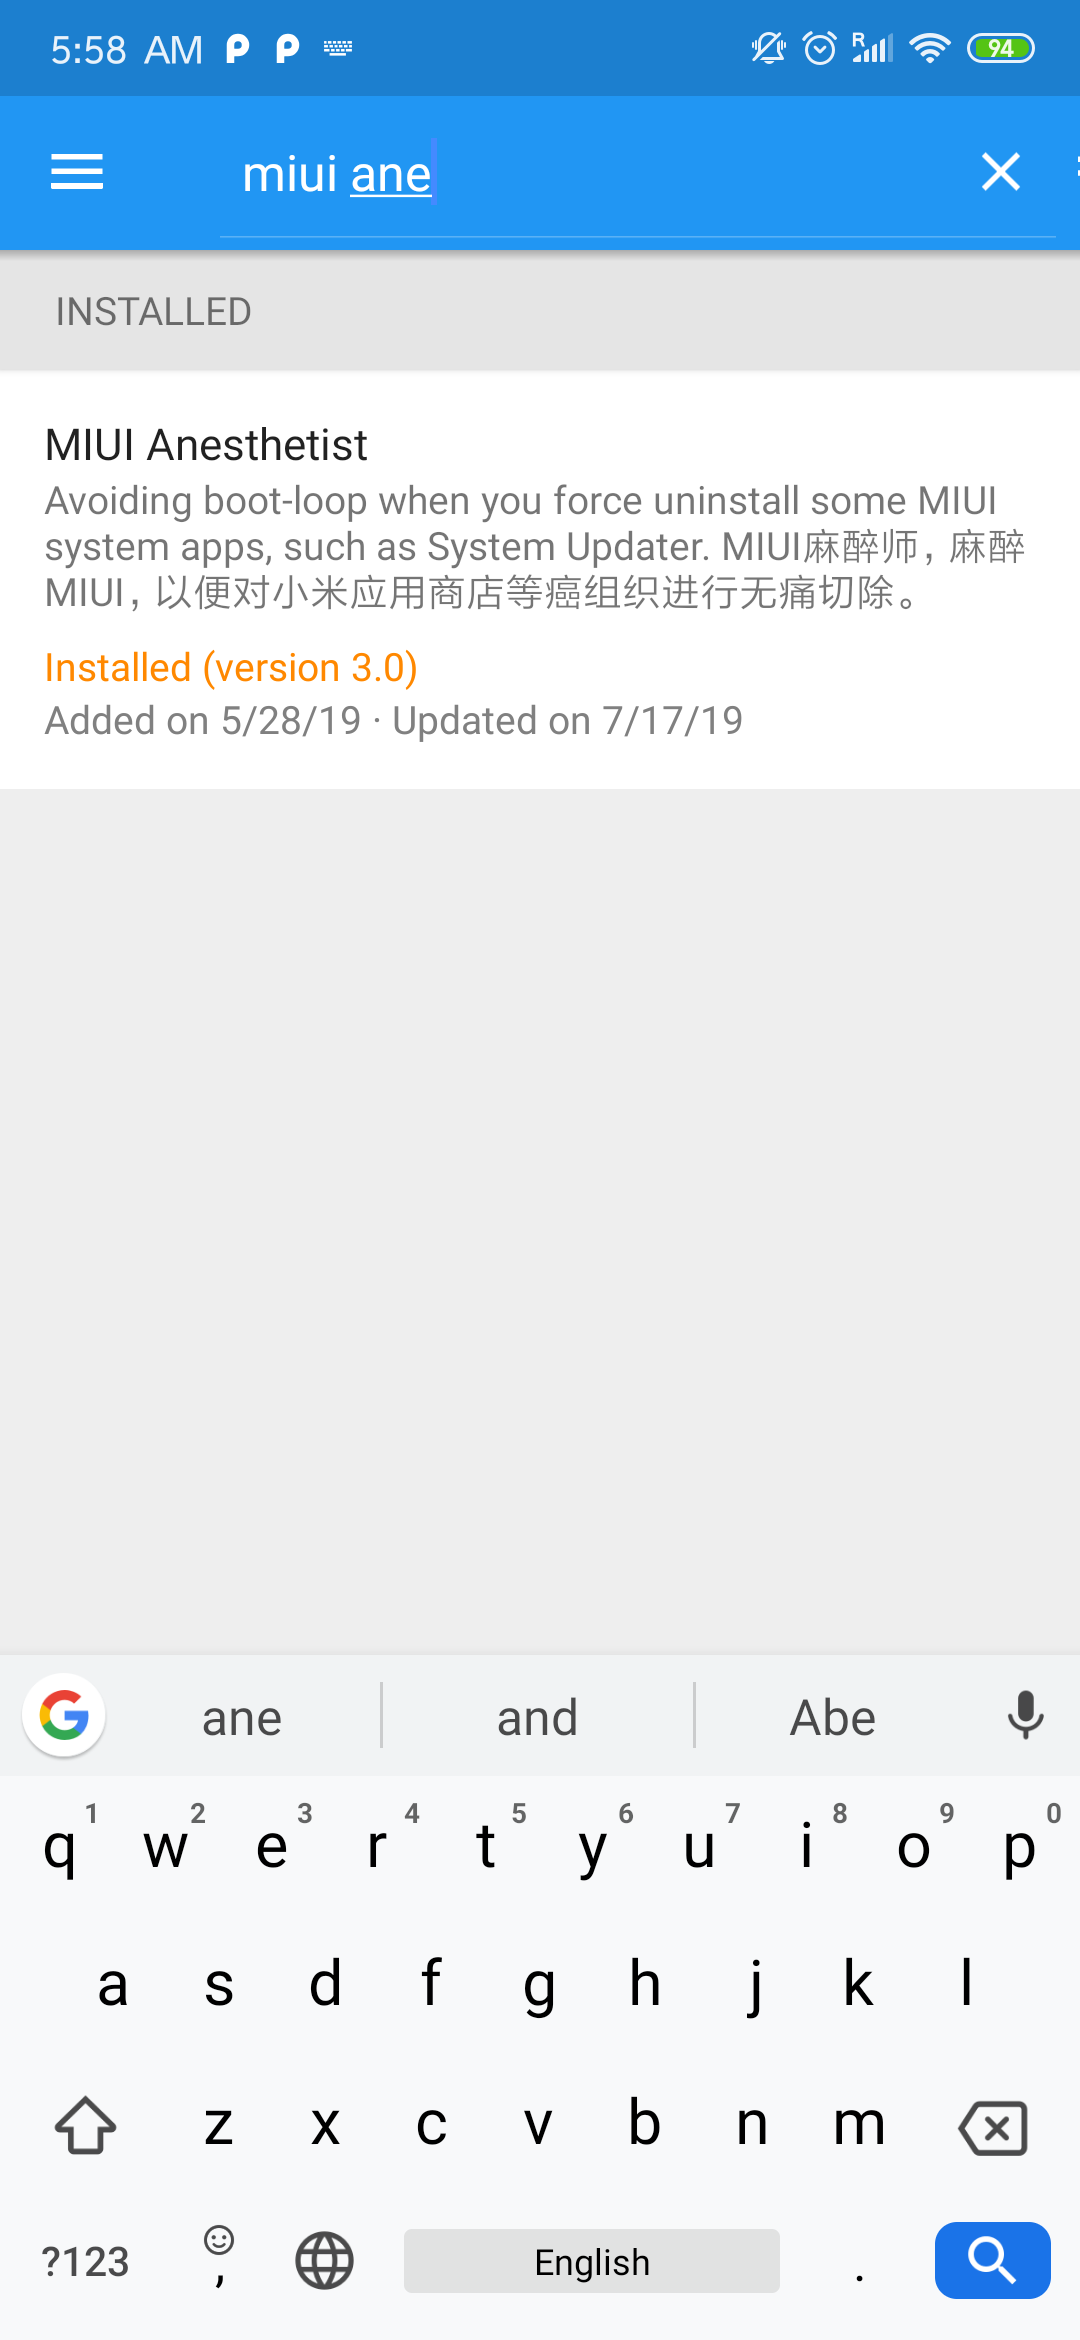 5:58 AM
R
94
miui ane
INSTALLED
MIUI Anesthetist
Avoiding boot-loop when you force uninstall some MIUI
system apps, such as System Updater. MIUI麻醉师，麻醉
MIUI，以便对小米应用商店等癌组织进行无痛切除。
Installed (version 3.0)
Added on 5/28/19 · Updated on 7/17/19
ane and Abe
1 2 3 4 5 6 7 8 9 0
q w e r t y u i o p
a s d f g h j k l
z x c v b n m
?123 , English .